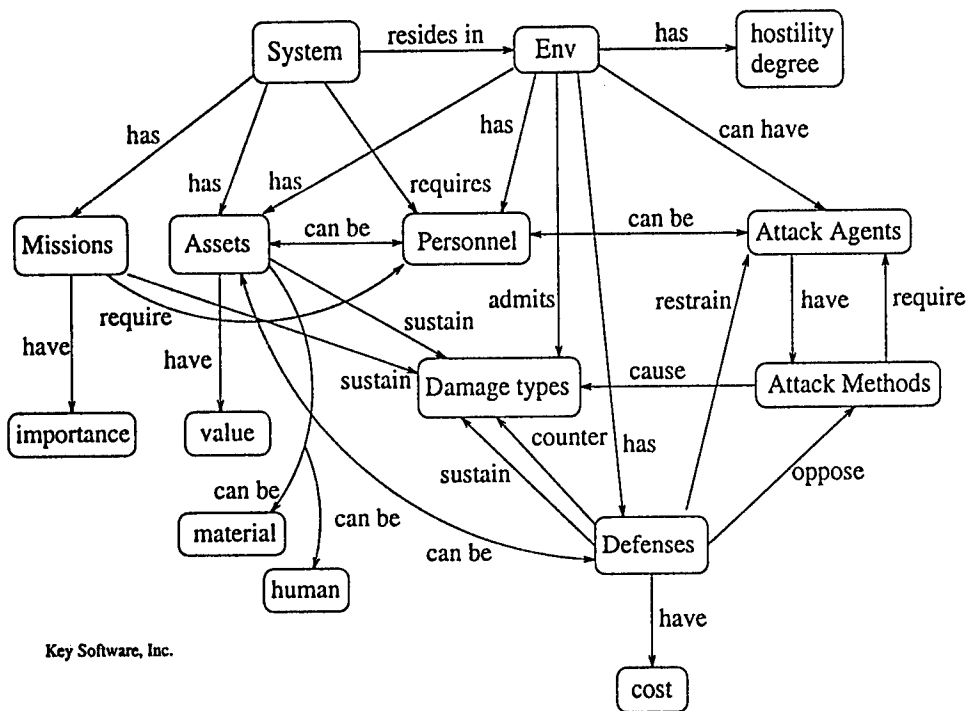 System
resides in
Env
has
hostility
degree
has
has
has
requires
has
can have
Missions
Assets
can be
Personnel
can be
Attack Agents
require
have
have
sustain
sustain
admits
restrain
have
require
Damage types
cause
Attack Methods
importance
value
counter
sustain
has
oppose
can be
material
can be
can be
Defenses
human
have
cost
Key Software, Inc.